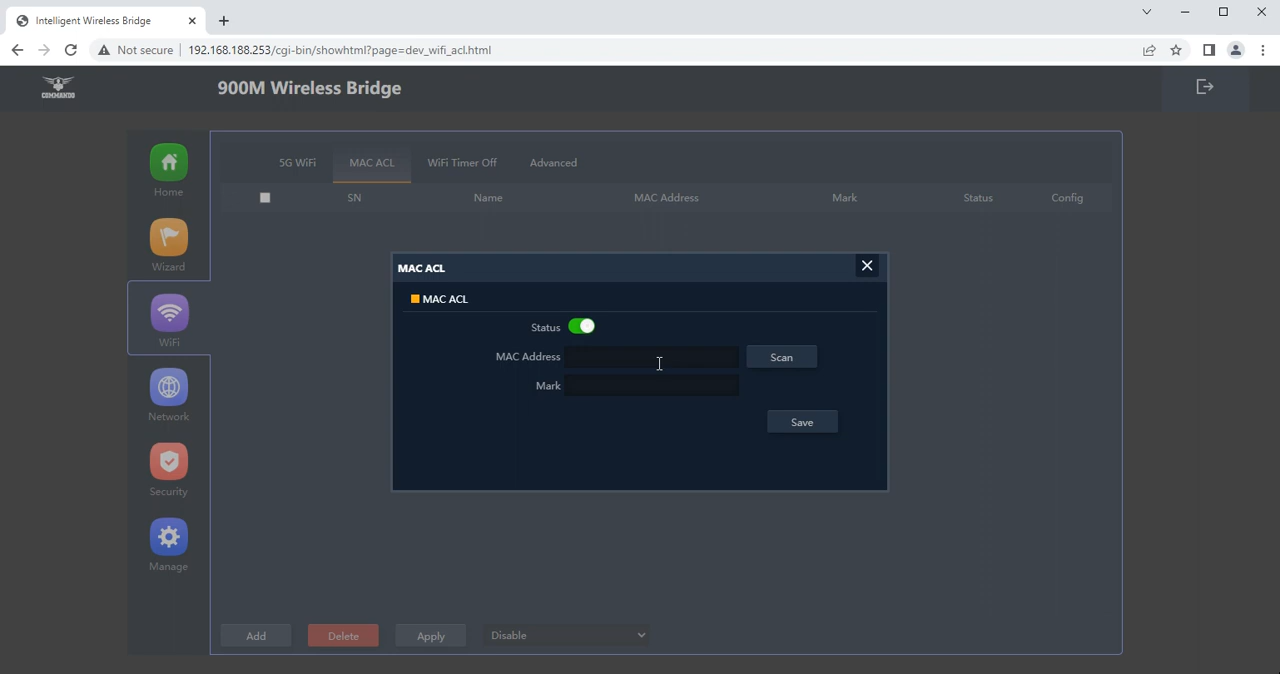 Intelligent Wireless Bridge
Not secure 192.168.188.253/cgi-bin/showhtml?page=dev_wifi_acl.html
COMMANDO
900M Wireless Bridge
Home
Wizard
WiFi
Network
Security
Manage
5G WiFi MAC ACL WiFi Timer Off Advanced
SN Name MAC Address Mark Status Config
MAC ACL
MAC ACL
Status
MAC Address Scan
Mark
Save
Add Delete Apply Disable